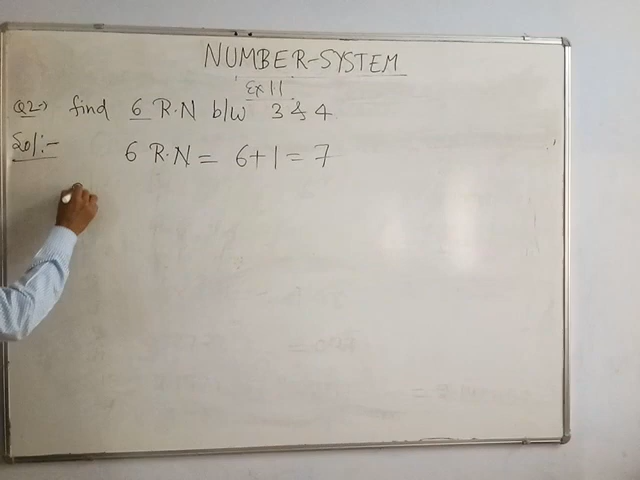 NUMBER-SYSTEM
Ex 1.1
Q2→ find 6 R.N b/w 3 & 4.
Sol:-
6 R.N = 6+1 = 7